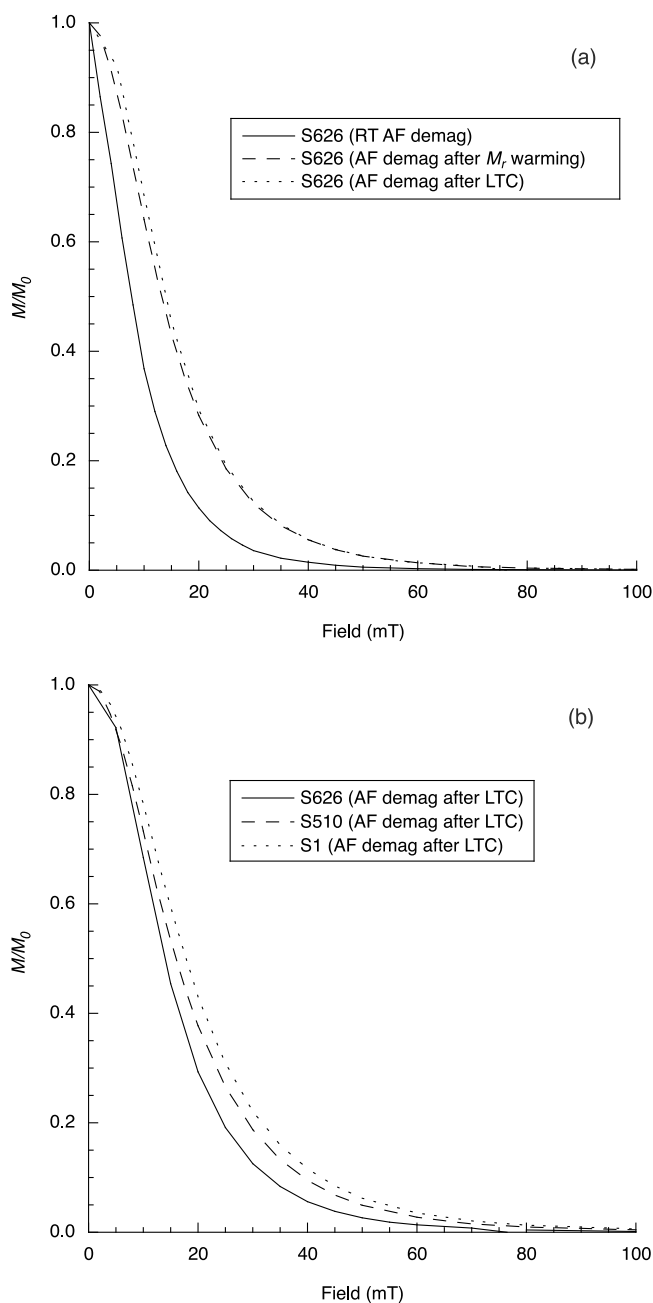 1.0
(a)
0.8
S626 (RT AF demag)
S626 (AF demag after Mr warming)
S626 (AF demag after LTC)
0.6
M/M0
0.4
0.2
0.0
0 20 40 60 80 100
Field (mT)
1.0
(b)
0.8
S626 (AF demag after LTC)
S510 (AF demag after LTC)
S1 (AF demag after LTC)
0.6
M/M0
0.4
0.2
0.0
0 20 40 60 80 100
Field (mT)